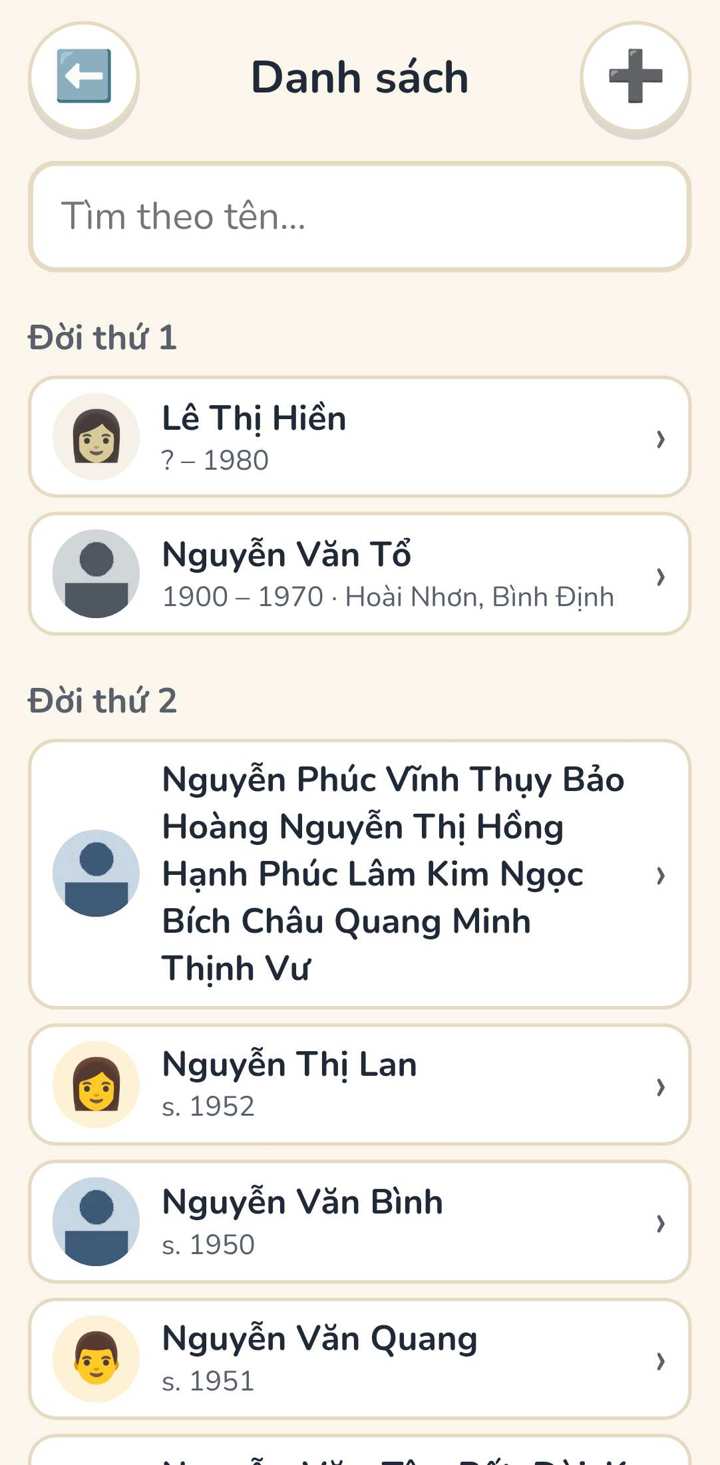 Danh sách
Tìm theo tên...
Đời thứ 1
Lê Thị Hiền
? – 1980
Nguyễn Văn Tổ
1900 – 1970 · Hoài Nhơn, Bình Định
Đời thứ 2
Nguyễn Phúc Vĩnh Thụy Bảo
Hoàng Nguyễn Thị Hồng
Hạnh Phúc Lâm Kim Ngọc
Bích Châu Quang Minh
Thịnh Vư
Nguyễn Thị Lan
s. 1952
Nguyễn Văn Bình
s. 1950
Nguyễn Văn Quang
s. 1951